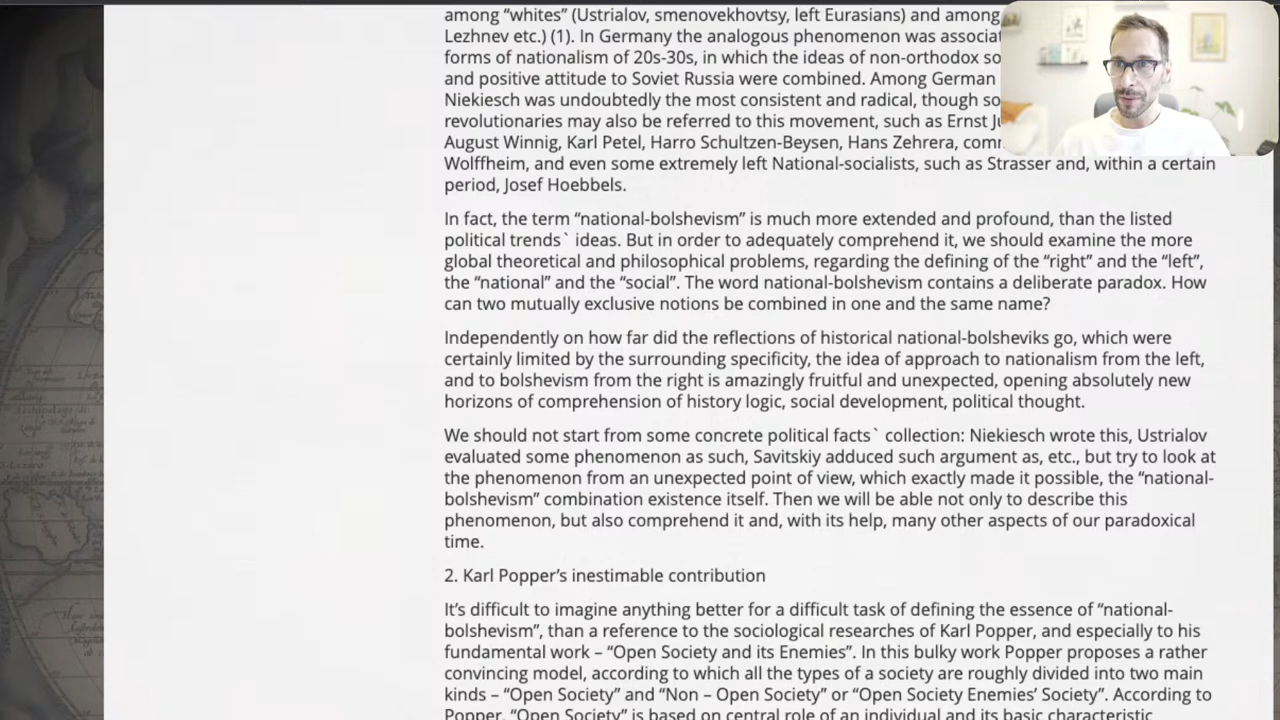 among “whites” (Ustrialov, smenovekhovtsy, left Eurasians) and among
Lezhnev etc.) (1). In Germany the analogous phenomenon was associat
forms of nationalism of 20s-30s, in which the ideas of non-orthodox so
and positive attitude to Soviet Russia were combined. Among German
Niekiesch was undoubtedly the most consistent and radical, though so
revolutionaries may also be referred to this movement, such as Ernst Ju
August Winnig, Karl Petel, Harro Schultzen-Beysen, Hans Zehrera, comm
Wolffheim, and even some extremely left National-socialists, such as Strasser and, within a certain
period, Josef Hoebbels.
In fact, the term “national-bolshevism” is much more extended and profound, than the listed
political trends` ideas. But in order to adequately comprehend it, we should examine the more
global theoretical and philosophical problems, regarding the defining of the “right” and the “left”,
the “national” and the “social”. The word national-bolshevism contains a deliberate paradox. How
can two mutually exclusive notions be combined in one and the same name?
Independently on how far did the reflections of historical national-bolsheviks go, which were
certainly limited by the surrounding specificity, the idea of approach to nationalism from the left,
and to bolshevism from the right is amazingly fruitful and unexpected, opening absolutely new
horizons of comprehension of history logic, social development, political thought.
We should not start from some concrete political facts` collection: Niekiesch wrote this, Ustrialov
evaluated some phenomenon as such, Savitskiy adduced such argument as, etc., but try to look at
the phenomenon from an unexpected point of view, which exactly made it possible, the “national-
bolshevism” combination existence itself. Then we will be able not only to describe this
phenomenon, but also comprehend it and, with its help, many other aspects of our paradoxical
time.
2. Karl Popper’s inestimable contribution
It’s difficult to imagine anything better for a difficult task of defining the essence of “national-
bolshevism”, than a reference to the sociological researches of Karl Popper, and especially to his
fundamental work – “Open Society and its Enemies”. In this bulky work Popper proposes a rather
convincing model, according to which all the types of a society are roughly divided into two main
kinds – “Open Society” and “Non – Open Society” or “Open Society Enemies’ Society”. According to
Popper, “Open Society” is based on central role of an individual and its basic characteristic